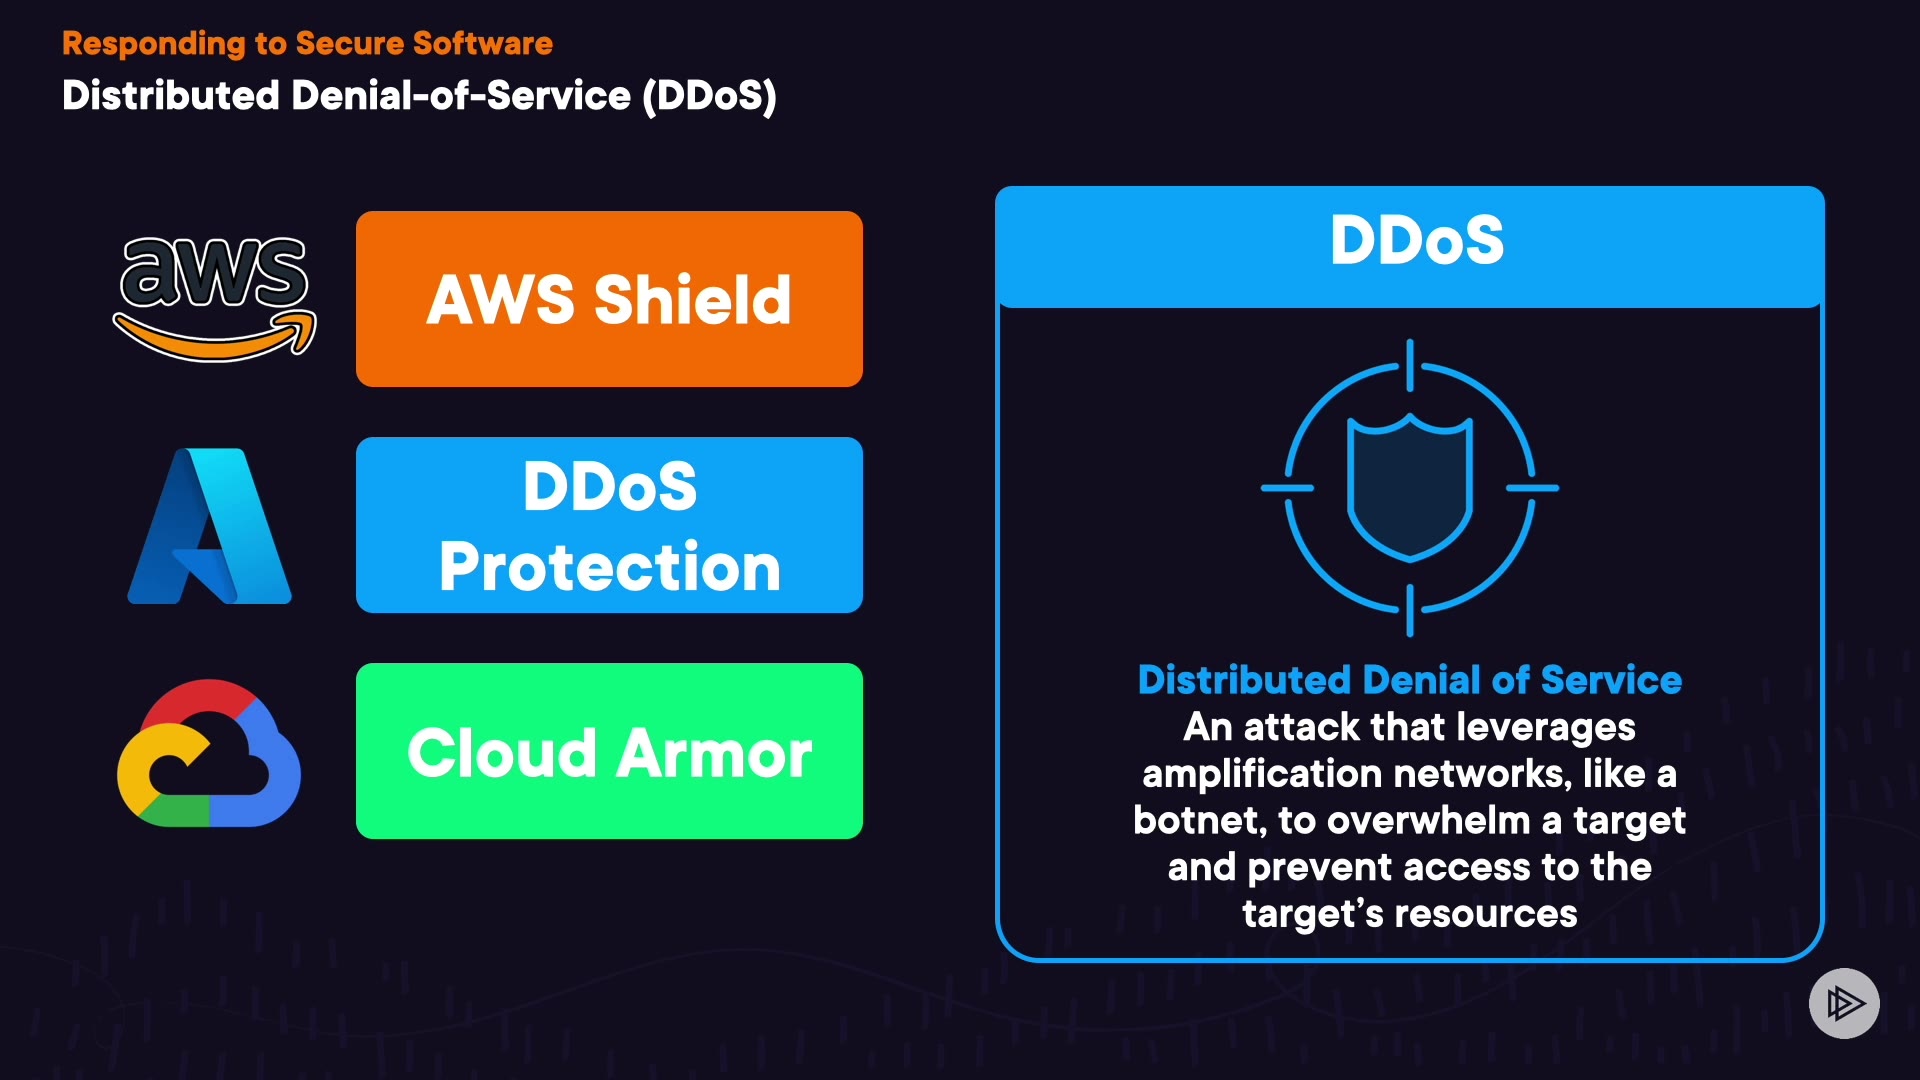 Responding to Secure Software
Distributed Denial-of-Service (DDoS)
aws
AWS Shield
DDoS
Protection
Cloud Armor
DDoS
Distributed Denial of Service
An attack that leverages
amplification networks, like a
botnet, to overwhelm a target
and prevent access to the
target’s resources